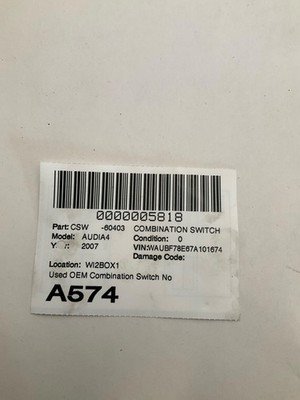 0000005818
Part: CSW -60403 COMBINATION SWITCH
Model: AUDIA4 Condition: 0
Y r: 2007 VIN:WAUBF78E67A101674
Damage Code:
Location: WI2BOX1
Used OEM Combination Switch No
A574